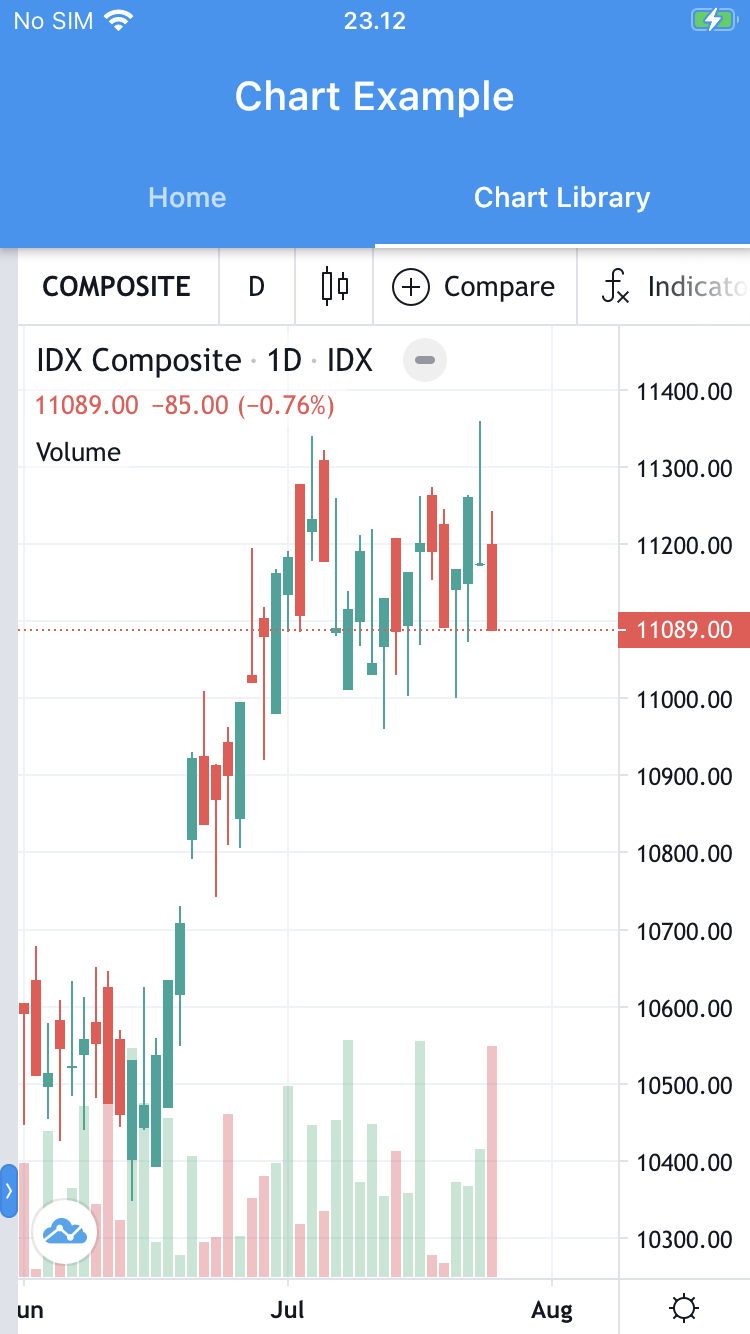 No SIM 23.12
Chart Example
Home Chart Library
COMPOSITE D Compare Indicato
IDX Composite · 1D · IDX
11089.00 −85.00 (−0.76%)
Volume
11400.00
11300.00
11200.00
11089.00
11000.00
10900.00
10800.00
10700.00
10600.00
10500.00
10400.00
10300.00
un Jul Aug